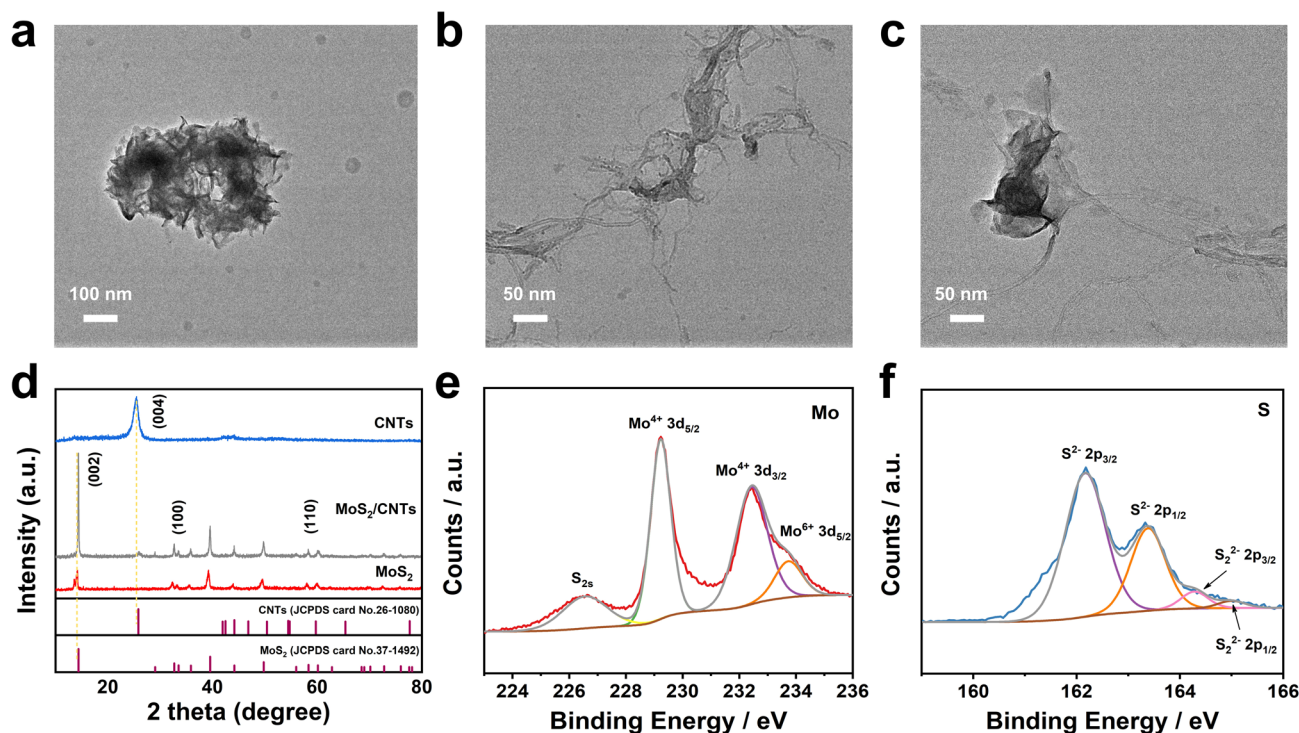 a
100 nm
b
50 nm
c
50 nm
d
Intensity (a.u.)
(004)
CNTs
(002)
(100)
(110)
MoS₂/CNTs
MoS₂
CNTs (JCPDS card No.26-1080)
MoS₂ (JCPDS card No.37-1492)
20 40 60 80
2 theta (degree)
e
Counts / a.u.
Mo
Mo⁴⁺ 3d₅/₂
Mo⁴⁺ 3d₃/₂
Mo⁶⁺ 3d₅/₂
S₂ₛ
224 226 228 230 232 234 236
Binding Energy / eV
f
Counts / a.u.
S
S²⁻ 2p₃/₂
S²⁻ 2p₁/₂
S₂²⁻ 2p₃/₂
S₂²⁻ 2p₁/₂
160 162 164 166
Binding Energy / eV